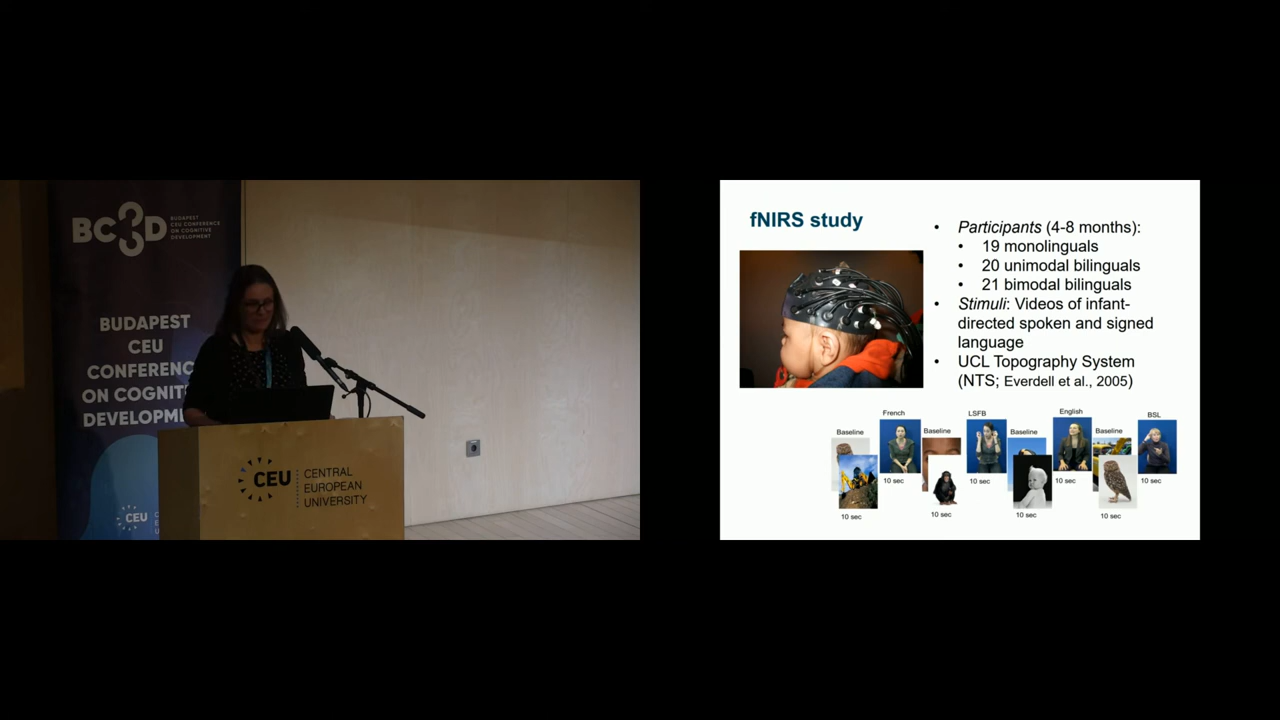 BC3D
BUDAPEST
CEU CONFERENCE
ON COGNITIVE
DEVELOPMENT
BUDAPEST
CEU
CONFERENC
ON COGNIT
DEVELOPM
CEU
CEU
CENTRAL
EUROPEAN
UNIVERSITY
fNIRS study
• Participants (4-8 months):
• 19 monolinguals
• 20 unimodal bilinguals
• 21 bimodal bilinguals
• Stimuli: Videos of infant-
directed spoken and signed
language
• UCL Topography System
(NTS; Everdell et al., 2005)
French LSFB English BSL
Baseline Baseline Baseline Baseline
10 sec 10 sec 10 sec 10 sec
10 sec 10 sec 10 sec 10 sec